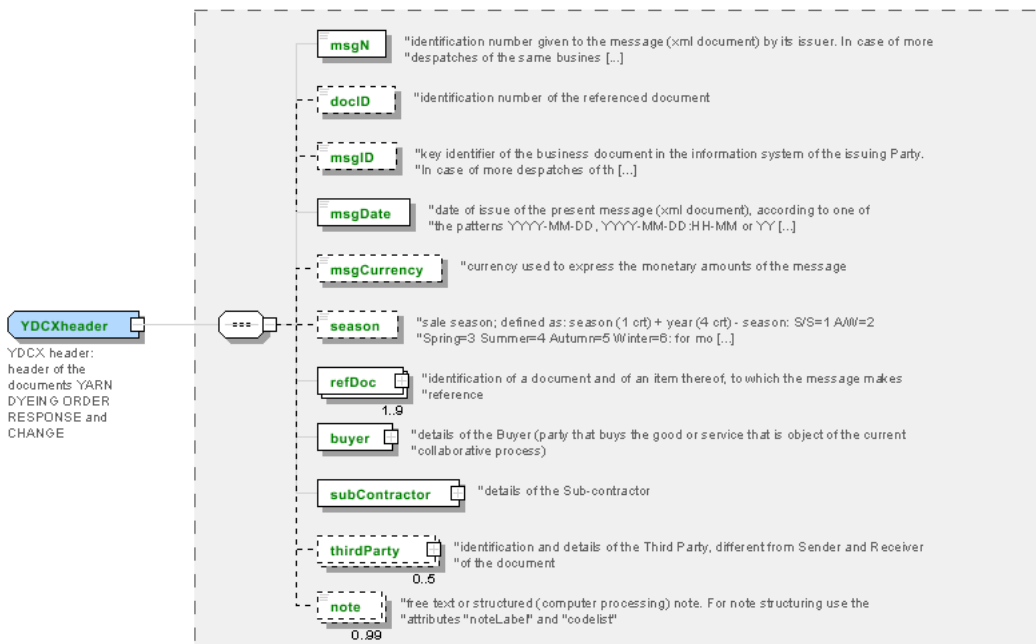 msgN
"identification number given to the message (xml document) by its issuer. In case of more
"despatches of the same busines [...]
docID
"identification number of the referenced document
msgID
"key identifier of the business document in the information system of the issuing Party.
"In case of more despatches of th [...]
msgDate
"date of issue of the present message (xml document), according to one of
"the patterns YYYY-MM-DD, YYYY-MM-DD:HH-MM or YY [...]
msgCurrency
"currency used to express the monetary amounts of the message
YDCXheader
YDCX header:
header of the
documents YARN
DYEING ORDER
RESPONSE and
CHANGE
season
"sale season; defined as: season (1 crt) + year (4 crt) - season: S/S=1 A/W=2
"Spring=3 Summer=4 Autumn=5 Winter=6: for mo [...]
refDoc
1..9
"identification of a document and of an item thereof, to which the message makes
"reference
buyer
"details of the Buyer (party that buys the good or service that is object of the current
"collaborative process)
subContractor
"details of the Sub-contractor
thirdParty
0..5
"identification and details of the Third Party, different from Sender and Receiver
"of the document
note
0..99
"free text or structured (computer processing) note. For note structuring use the
"attributes "noteLabel" and "codelist"